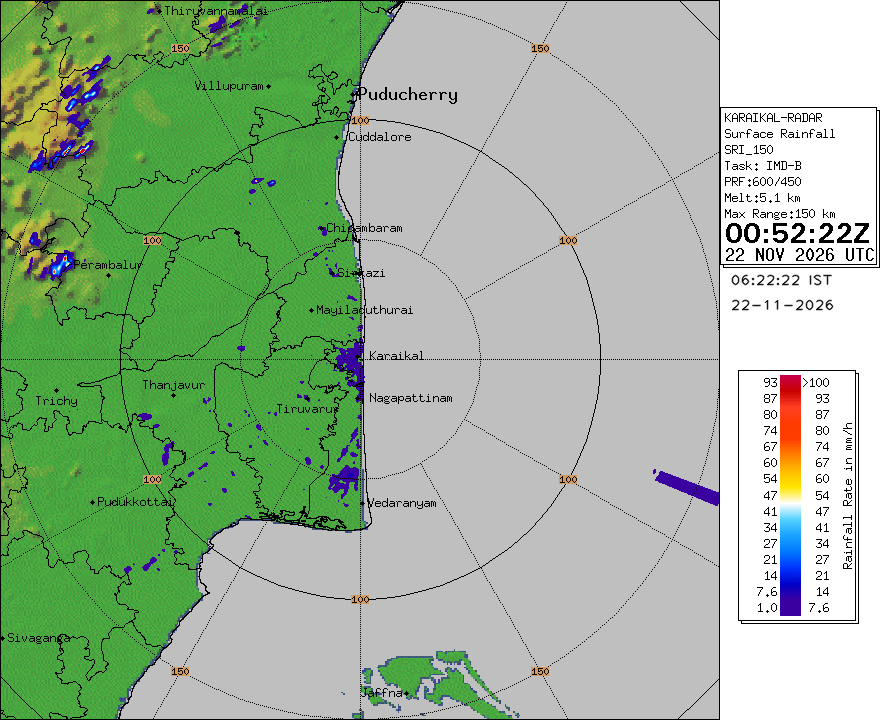 Thiruvannamalai
150
150
Villupuram
Puducherry
100
Cuddalore
KARAIKAL-RADAR
Surface Rainfall
SRI_150
Task: IMD-B
PRF:600/450
Melt:5.1 km
Max Range:150 km
00:52:22Z
22 NOV 2026 UTC
06:22:22 IST
22-11-2026
Chidambaram
100
100
Perambalur
Sirkazi
Mayiladuthurai
Karaikal
Thanjavur
Nagapattinam
Trichy
Tiruvarur
100
100
Pudukkottai
Vedaranyam
100
Sivaganga
150
150
Jaffna
93 >100
87 93
80 87
74 80
67 74
60 67
54 60
47 54
41 47
34 41
27 34
21 27
14 21
7.6 14
1.0 7.6
Rainfall Rate in mm/h